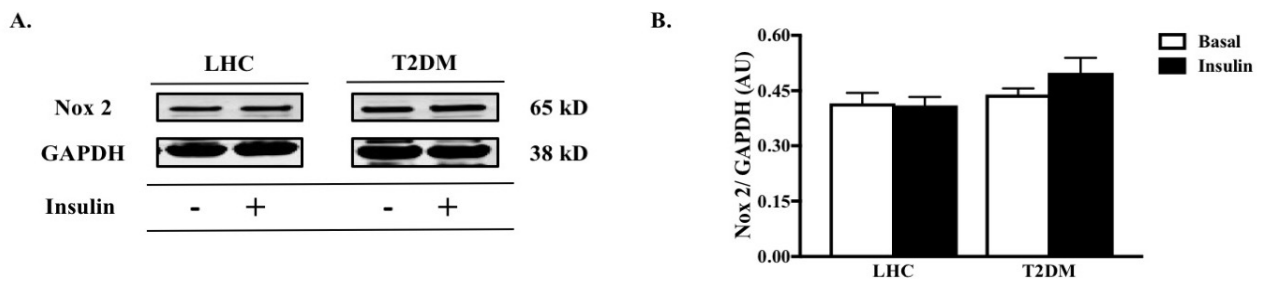 A.
LHC T2DM
Nox 2 65 kD
GAPDH 38 kD
Insulin - + - +
B.
Nox 2/ GAPDH (AU)
0.60
0.45
0.30
0.15
0.00
LHC T2DM
Basal
Insulin